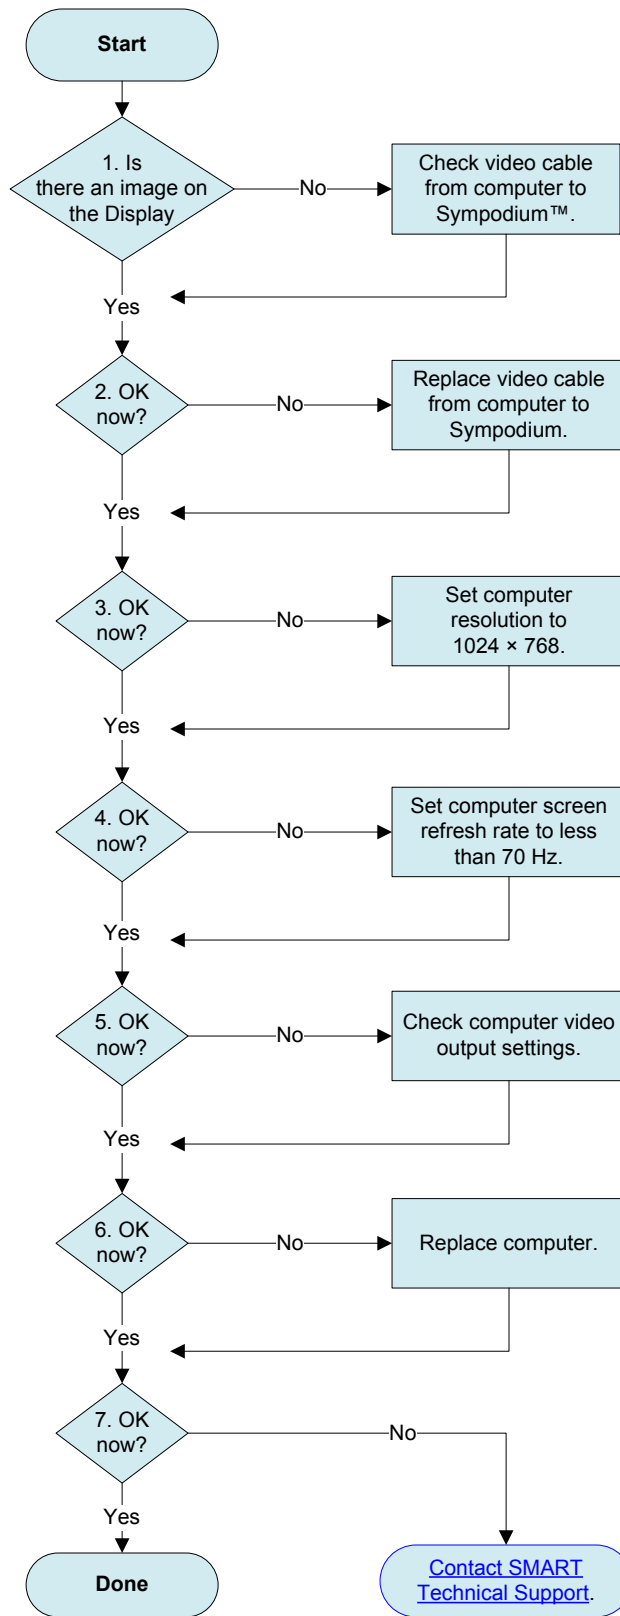 Start
1. Is
there an image on
the Display
No
Check video cable
from computer to
Sympodium™.
Yes
2. OK
now?
No
Replace video cable
from computer to
Sympodium.
Yes
3. OK
now?
No
Set computer
resolution to
1024 × 768.
Yes
4. OK
now?
No
Set computer screen
refresh rate to less
than 70 Hz.
Yes
5. OK
now?
No
Check computer video
output settings.
Yes
6. OK
now?
No
Replace computer.
Yes
7. OK
now?
No
Yes
Done
Contact SMART
Technical Support.